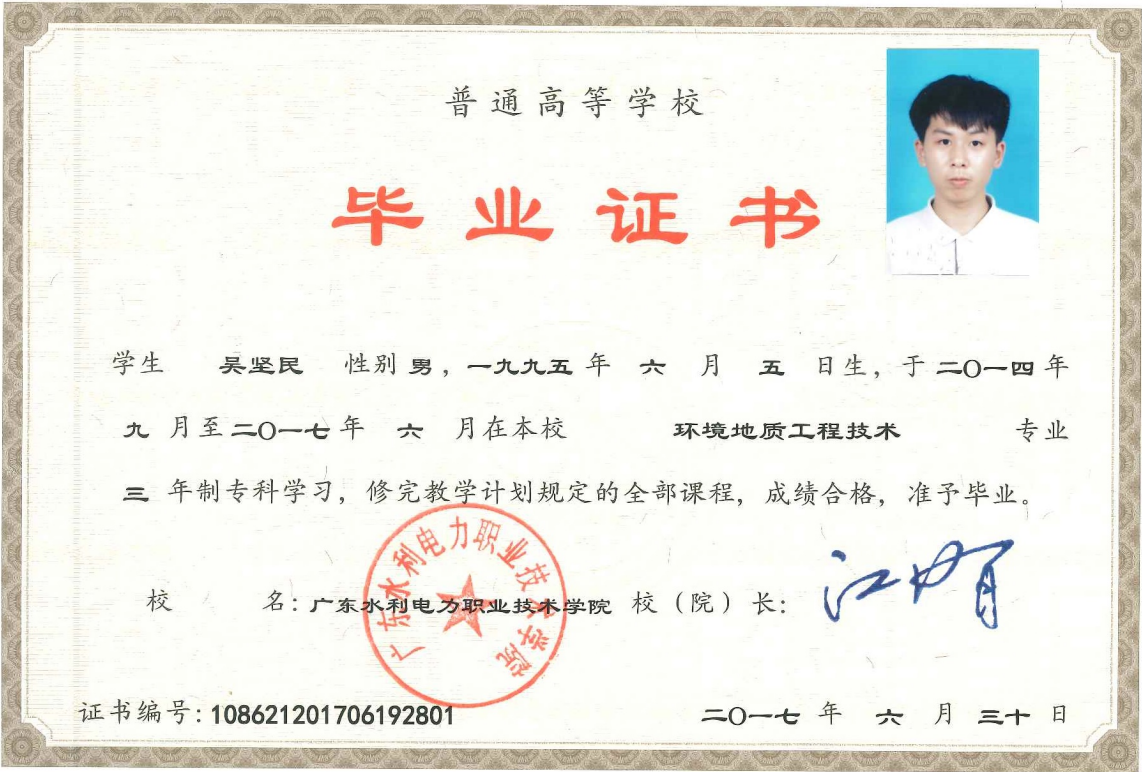 普通高等学校
毕业证书
学生 吴坚民 性别 男，一九九五 年 六 月 五 日生，于 二〇一四 年
九 月至 二〇一七 年 六 月在本校 环境地质工程技术 专业
三 年制专科学习，修完教学计划规定的全部课程，成绩合格，准予毕业。
广东水利电力职业技术学院
校 名：广东水利电力职业技术学院 校（院）长：
证书编号：108621201706192801 二〇一七 年 六 月 三十 日